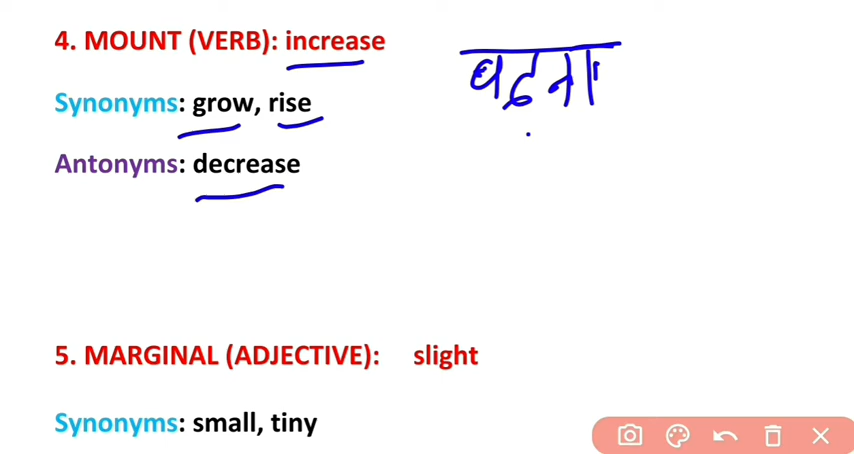 4. MOUNT (VERB): increase
बढ़ना
Synonyms: grow, rise
Antonyms: decrease
5. MARGINAL (ADJECTIVE): slight
Synonyms: small, tiny